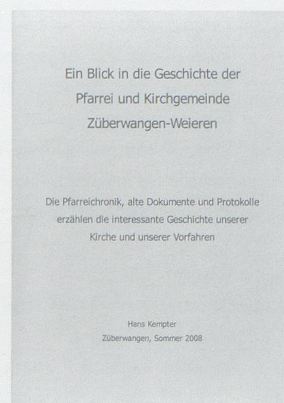 Ein Blick in die Geschichte der
Pfarrei und Kirchgemeinde
Züberwangen-Weieren
Die Pfarreichronik, alte Dokumente und Protokolle
erzählen die interessante Geschichte unserer
Kirche und unserer Vorfahren
Hans Kempter
Züberwangen, Sommer 2008